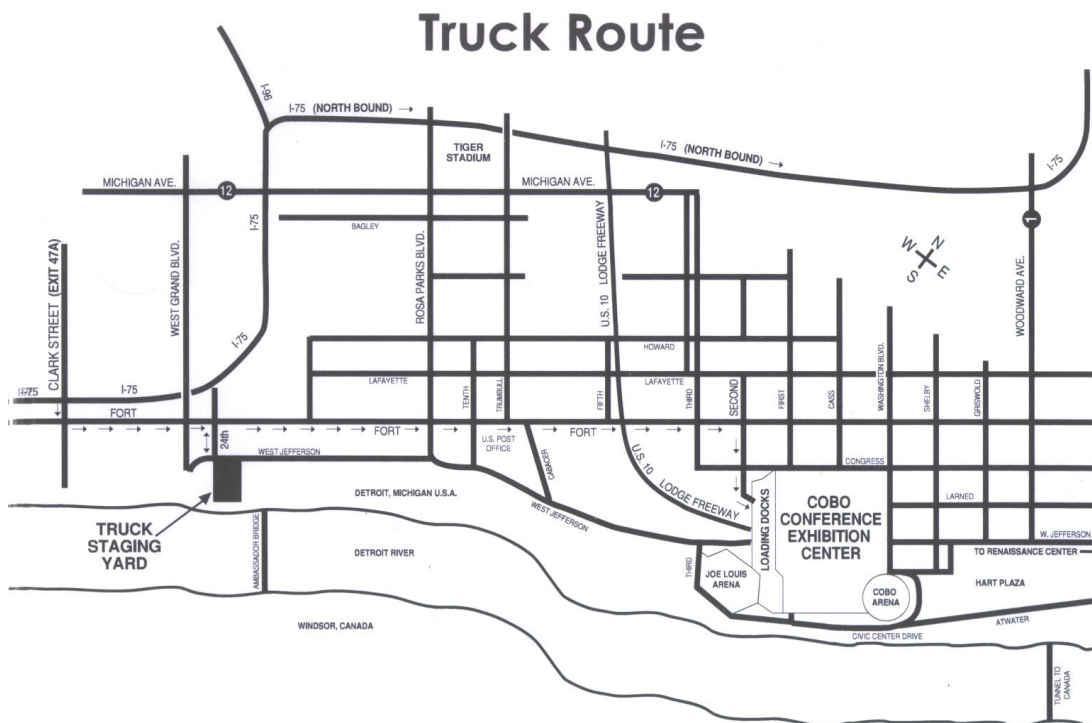 Truck Route
I-96
I-75 (NORTH BOUND) →
TIGER
STADIUM
I-75 (NORTH BOUND) →
I-75
MICHIGAN AVE.
12
MICHIGAN AVE.
12
1
I-75
BAGLEY
N
W
E
S
CLARK STREET (EXIT 47A)
WEST GRAND BLVD.
ROSA PARKS BLVD.
U.S. 10 LODGE FREEWAY
WOODWARD AVE.
I-75
HOWARD
I-75
I-75
LAFAYETTE
LAFAYETTE
TENTH
TRUMBULL
FIFTH
THIRD
SECOND
FIRST
CASS
WASHINGTON BLVD.
SHELBY
GRISWOLD
FORT
FORT
FORT
24th
U.S. POST
OFFICE
WEST JEFFERSON
CABACER
CONGRESS
U.S. 10
LODGE FREEWAY
DETROIT, MICHIGAN U.S.A.
WEST JEFFERSON
LARNED
TRUCK
STAGING
YARD
LOADING DOCKS
COBO
CONFERENCE
EXHIBITION
CENTER
W. JEFFERSON
TO RENAISSANCE CENTER
AMBASSADOR BRIDGE
DETROIT RIVER
THIRD
JOE LOUIS
ARENA
COBO
ARENA
HART PLAZA
ATWATER
WINDSOR, CANADA
CIVIC CENTER DRIVE
TUNNEL TO
CANADA